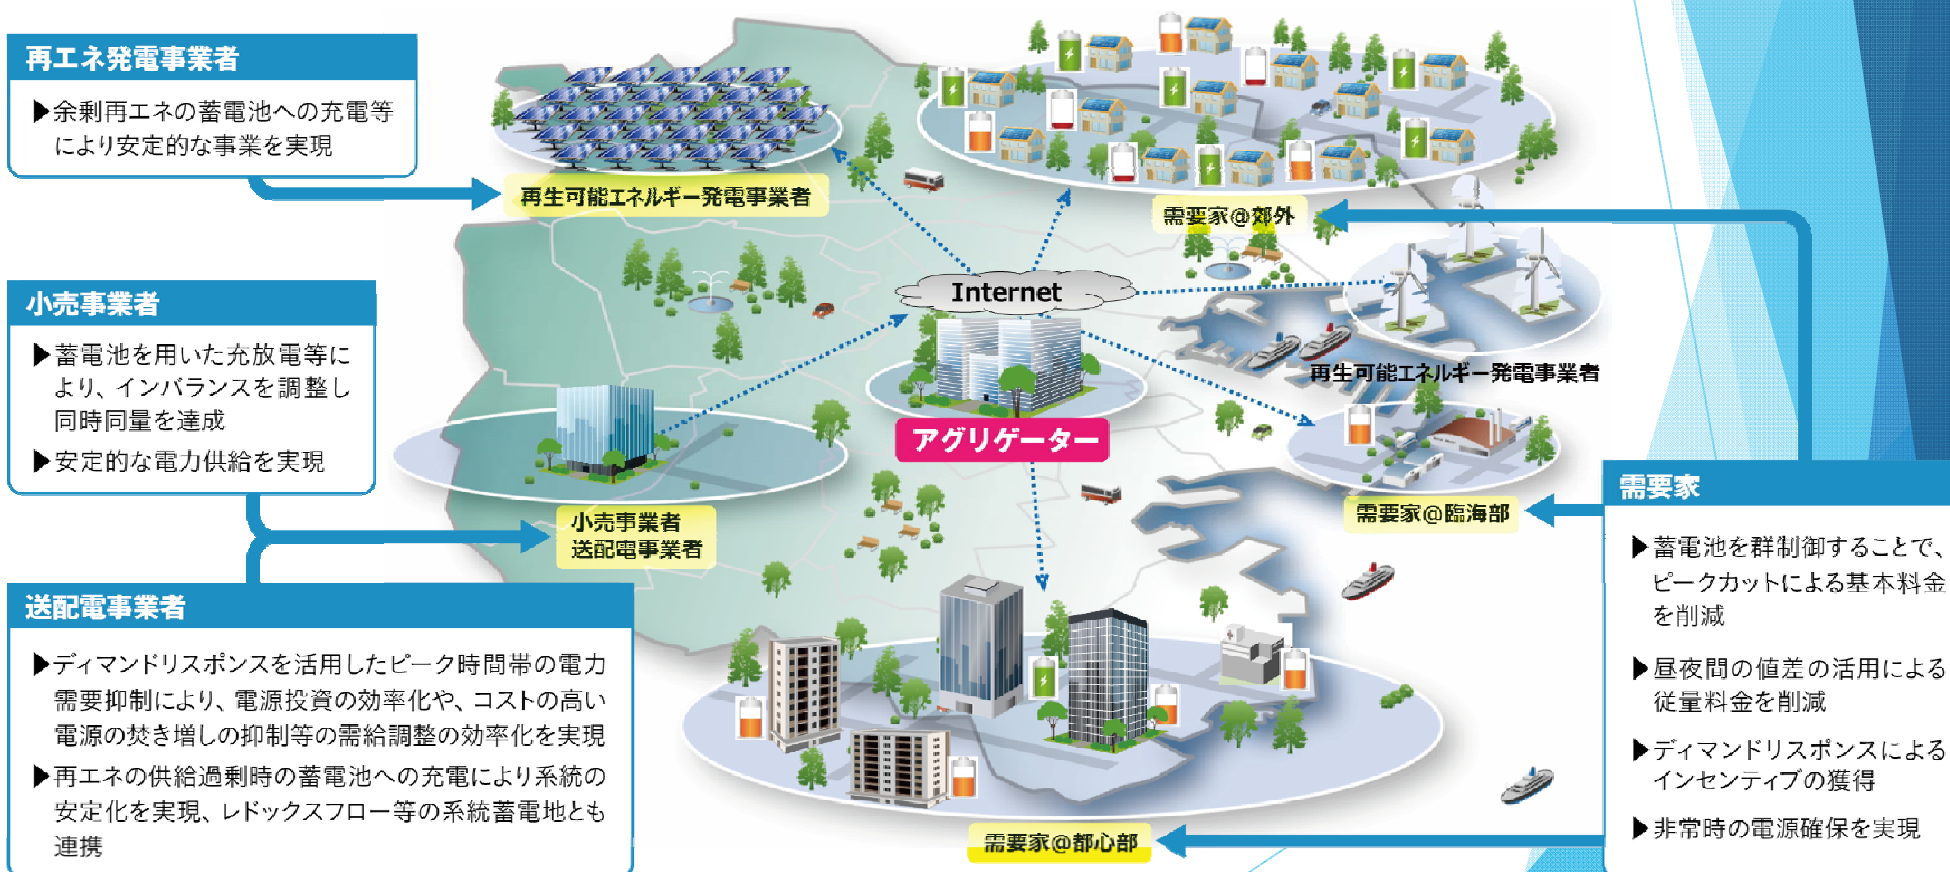 再エネ発電事業者
▶余剰再エネの蓄電池への充電等
により安定的な事業を実現
小売事業者
▶蓄電池を用いた充放電等に
より、インバランスを調整し
同時同量を達成
▶安定的な電力供給を実現
送配電事業者
▶ディマンドリスポンスを活用したピーク時間帯の電力
需要抑制により、電源投資の効率化や、コストの高い
電源の焚き増しの抑制等の需給調整の効率化を実現
▶再エネの供給過剰時の蓄電池への充電により系統の
安定化を実現、レドックスフロー等の系統蓄電地とも
連携
再生可能エネルギー発電事業者
需要家@郊外
Internet
再生可能エネルギー発電事業者
アグリゲーター
小売事業者
送配電事業者
需要家@臨海部
需要家@都心部
需要家
▶蓄電池を群制御することで、
ピークカットによる基本料金
を削減
▶昼夜間の値差の活用による
従量料金を削減
▶ディマンドリスポンスによる
インセンティブの獲得
▶非常時の電源確保を実現